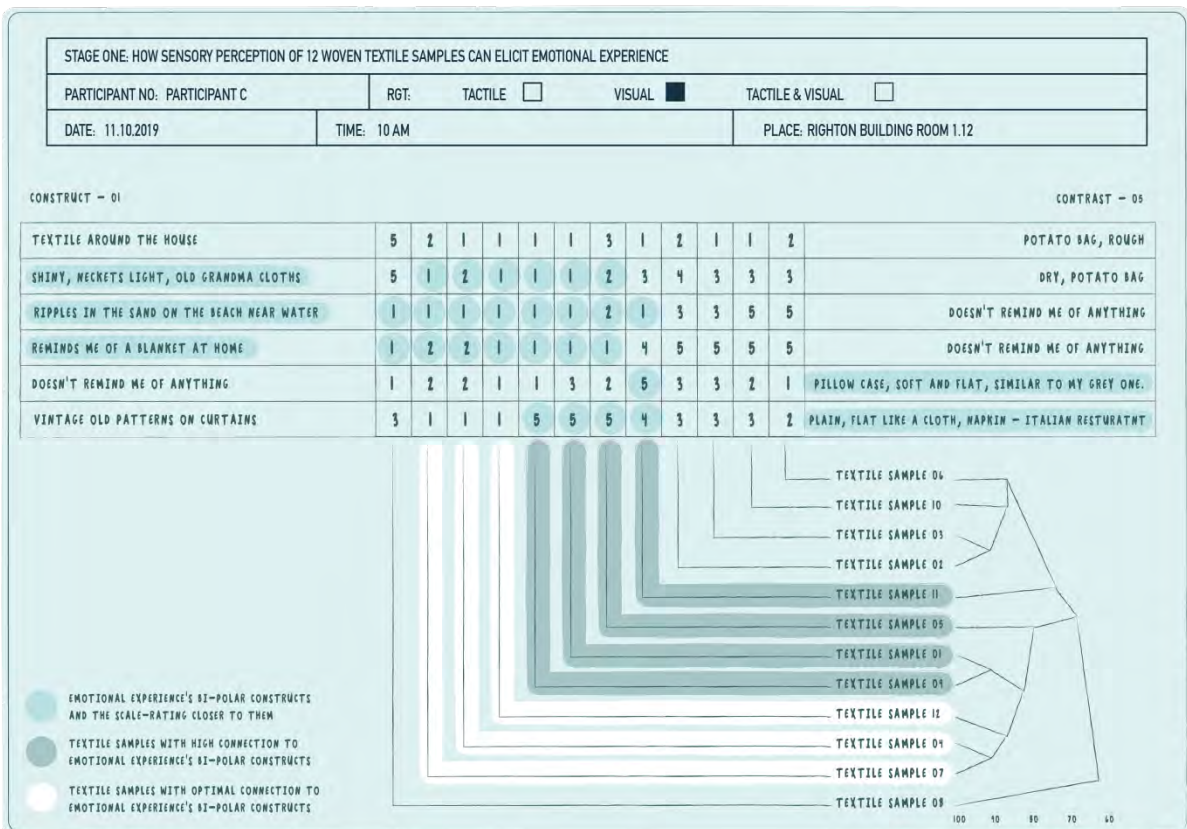 STAGE ONE: HOW SENSORY PERCEPTION OF 12 WOVEN TEXTILE SAMPLES CAN ELICIT EMOTIONAL EXPERIENCE
PARTICIPANT NO: PARTICIPANT C RGT: TACTILE VISUAL TACTILE & VISUAL
DATE: 11.10.2019 TIME: 10 AM PLACE: RIGHTON BUILDING ROOM 1.12
CONSTRUCT – 01 CONTRAST – 05
TEXTILE AROUND THE HOUSE 5 2 1 1 1 1 3 1 2 1 1 2 POTATO BAG, ROUGH
SHINY, NECKETS LIGHT, OLD GRANDMA CLOTHS 5 1 2 1 1 1 2 3 4 3 3 3 DRY, POTATO BAG
RIPPLES IN THE SAND ON THE BEACH NEAR WATER 1 1 1 1 1 1 2 1 3 3 5 5 DOESN'T REMIND ME OF ANYTHING
REMINDS ME OF A BLANKET AT HOME 1 2 2 1 1 1 1 4 5 5 5 5 DOESN'T REMIND ME OF ANYTHING
DOESN'T REMIND ME OF ANYTHING 1 2 2 1 1 3 2 5 3 3 2 1 PILLOW CASE, SOFT AND FLAT, SIMILAR TO MY GREY ONE.
VINTAGE OLD PATTERNS ON CURTAINS 3 1 1 1 5 5 5 4 3 3 3 2 PLAIN, FLAT LIKE A CLOTH, NAPKIN – ITALIAN RESTURATNT
TEXTILE SAMPLE 06
TEXTILE SAMPLE 10
TEXTILE SAMPLE 03
TEXTILE SAMPLE 02
TEXTILE SAMPLE 11
TEXTILE SAMPLE 05
TEXTILE SAMPLE 01
TEXTILE SAMPLE 09
TEXTILE SAMPLE 12
TEXTILE SAMPLE 04
TEXTILE SAMPLE 07
TEXTILE SAMPLE 08
EMOTIONAL EXPERIENCE'S BI-POLAR CONSTRUCTS
AND THE SCALE-RATING CLOSER TO THEM
TEXTILE SAMPLES WITH HIGH CONNECTION TO
EMOTIONAL EXPERIENCE'S BI-POLAR CONSTRUCTS
TEXTILE SAMPLES WITH OPTIMAL CONNECTION TO
EMOTIONAL EXPERIENCE'S BI-POLAR CONSTRUCTS
100 90 80 70 60